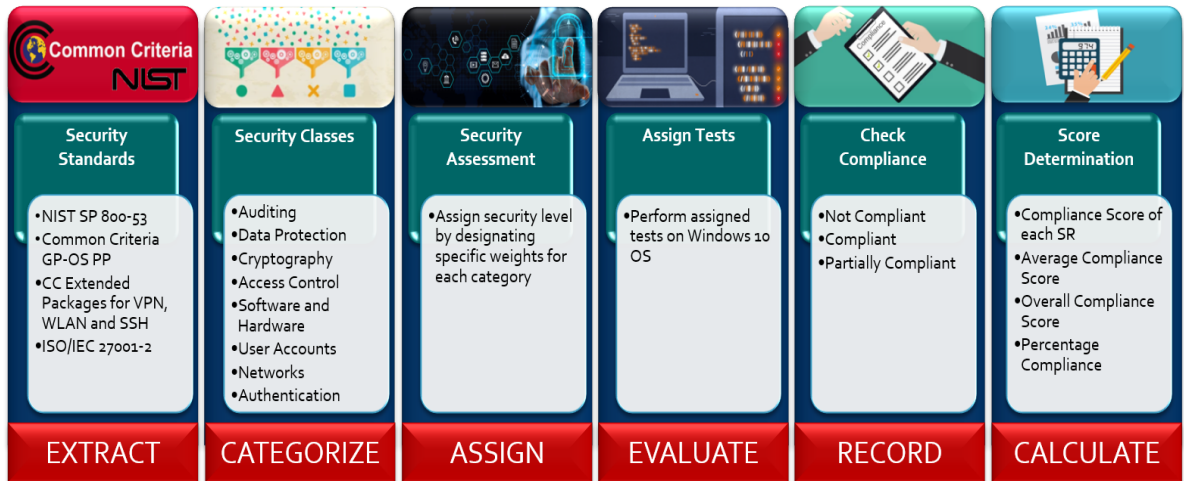 Common Criteria
NIST
Security
Standards
•NIST SP 800-53
•Common Criteria
GP-OS PP
•CC Extended
Packages for VPN,
WLAN and SSH
•ISO/IEC 27001-2
EXTRACT
Security Classes
•Auditing
•Data Protection
•Cryptography
•Access Control
•Software and
Hardware
•User Accounts
•Networks
•Authentication
CATEGORIZE
Security
Assessment
•Assign security level
by designating
specific weights for
each category
ASSIGN
Assign Tests
•Perform assigned
tests on Windows 10
OS
EVALUATE
Compliance
Check
Compliance
•Not Compliant
•Compliant
•Partially Compliant
RECORD
974
Score
Determination
•Compliance Score of
each SR
•Average Compliance
Score
•Overall Compliance
Score
•Percentage
Compliance
CALCULATE